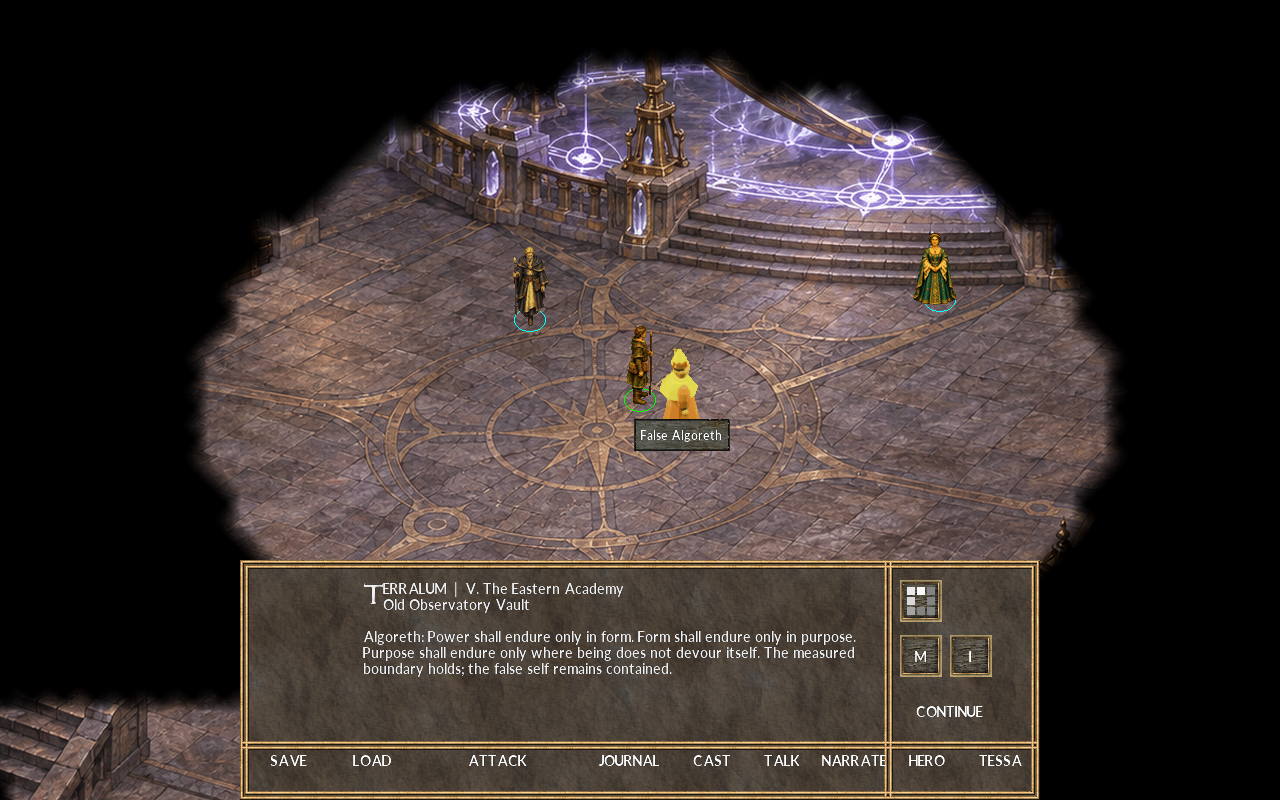 False Algoreth
TERRALUM | V. The Eastern Academy
Old Observatory Vault
Algoreth: Power shall endure only in form. Form shall endure only in purpose.
Purpose shall endure only where being does not devour itself. The measured
boundary holds; the false self remains contained.
M I
CONTINUE
SAVE LOAD ATTACK JOURNAL CAST TALK NARRATE HERO TESSA